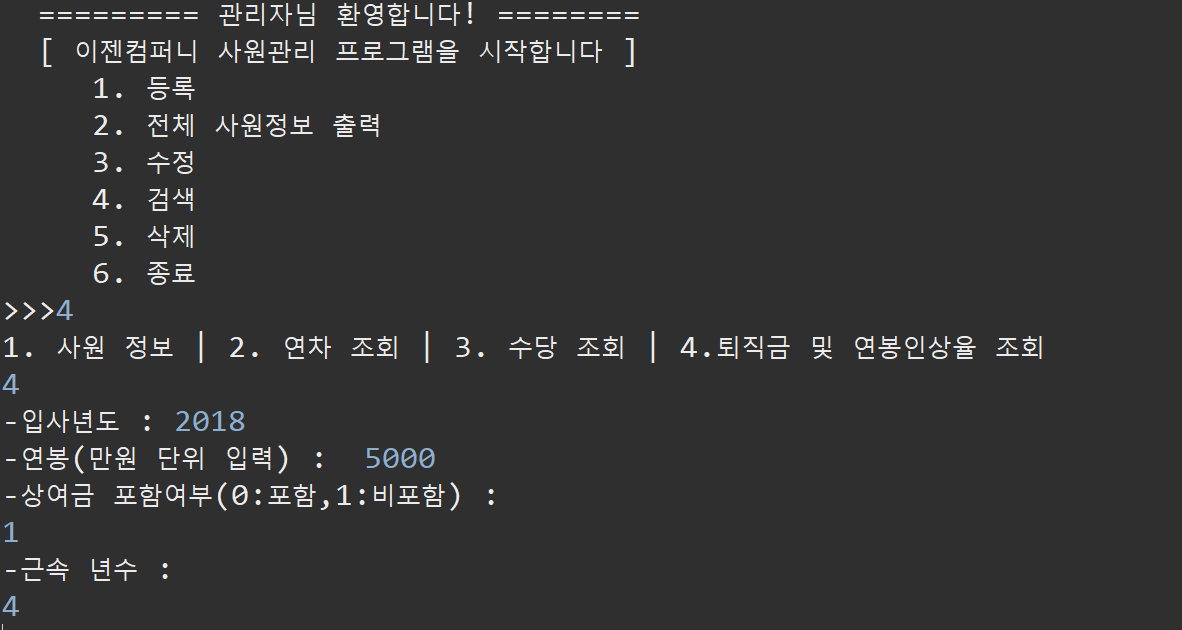 ========= 관리자님 환영합니다! ========
[ 이젠컴퍼니 사원관리 프로그램을 시작합니다 ]
1. 등록
2. 전체 사원정보 출력
3. 수정
4. 검색
5. 삭제
6. 종료
>>>4
1. 사원 정보 | 2. 연차 조회 | 3. 수당 조회 | 4.퇴직금 및 연봉인상율 조회
4
-입사년도 : 2018
-연봉(만원 단위 입력) :  5000
-상여금 포함여부(0:포함,1:비포함) :
1
-근속 년수 :
4